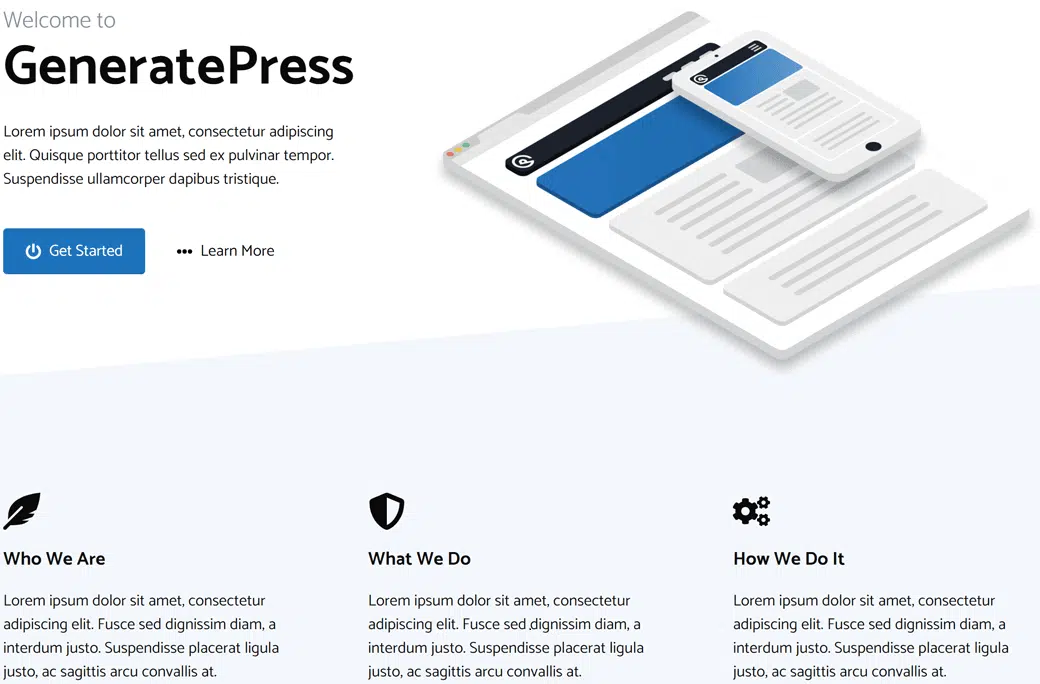 Welcome to
GeneratePress
Lorem ipsum dolor sit amet, consectetur adipiscing
elit. Quisque porttitor tellus sed ex pulvinar tempor.
Suspendisse ullamcorper dapibus tristique.
Get Started
Learn More
Who We Are
Lorem ipsum dolor sit amet, consectetur
adipiscing elit. Fusce sed dignissim diam, a
interdum justo. Suspendisse placerat ligula
justo, ac sagittis arcu convallis at.
What We Do
Lorem ipsum dolor sit amet, consectetur
adipiscing elit. Fusce sed dignissim diam, a
interdum justo. Suspendisse placerat ligula
justo, ac sagittis arcu convallis at.
How We Do It
Lorem ipsum dolor sit amet, consectetur
adipiscing elit. Fusce sed dignissim diam, a
interdum justo. Suspendisse placerat ligula
justo, ac sagittis arcu convallis at.